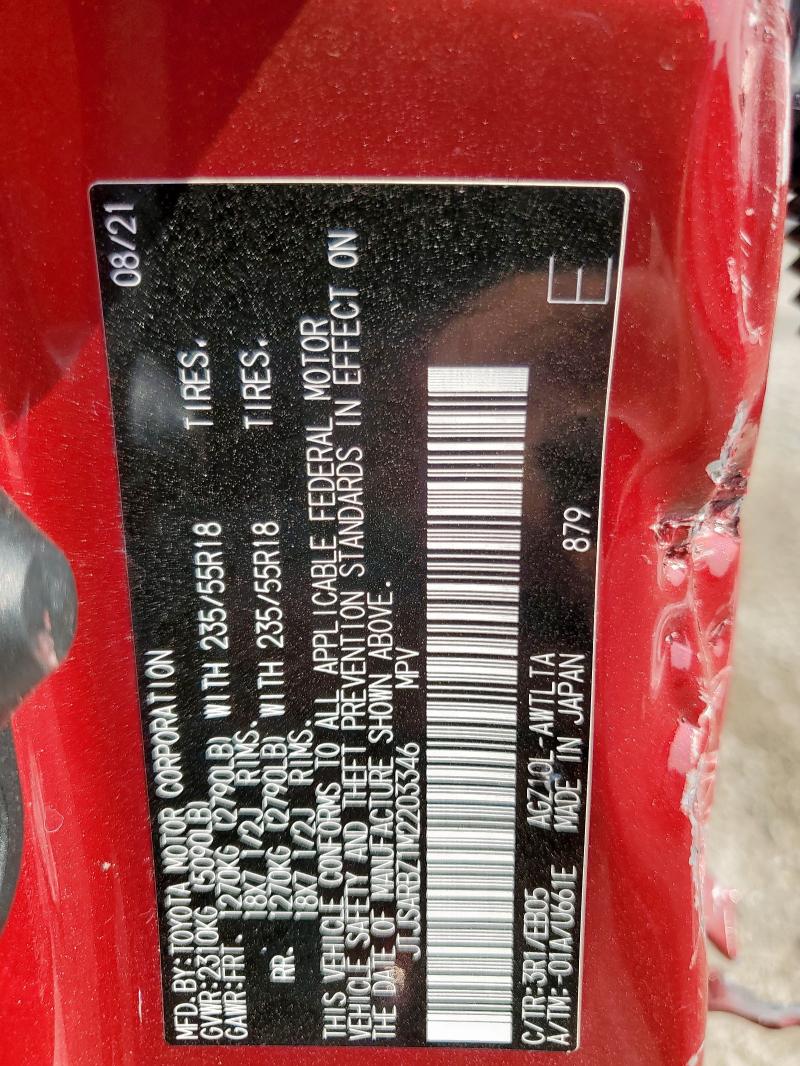 MFD. BY: TOYOTA MOTOR CORPORATION 08/21
GVWR: 2310KG (5090LB)
GAWR: FRT. 1270KG (2790LB) WITH 235/55R18 TIRES.
18X7 1/2J RIMS.
RR. 1270KG (2790LB) WITH 235/55R18 TIRES.
18X7 1/2J RIMS.
THIS VEHICLE CONFORMS TO ALL APPLICABLE FEDERAL MOTOR
VEHICLE SAFETY AND THEFT PREVENTION STANDARDS IN EFFECT ON
THE DATE OF MANUFACTURE SHOWN ABOVE.
JTJSARBZ1M2203346 MPV
C/TR: 3R1/EB05 AGZ10L-AWTLTA 879
A/TM: -01A/U661E MADE IN JAPAN
E